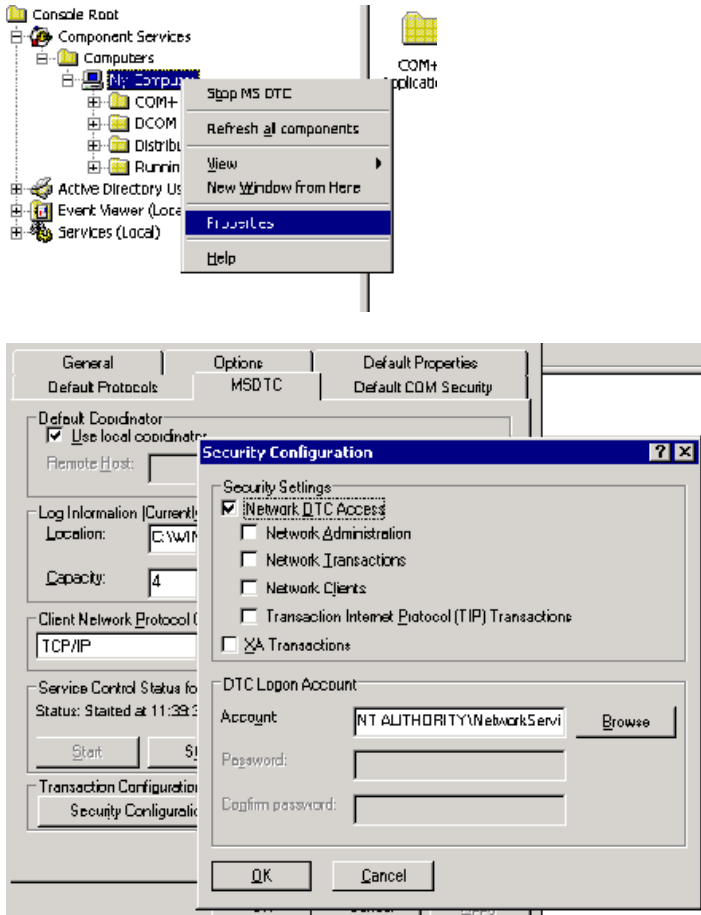 Console Root
Component Services
Computers
My Computer
COM+
DCOM
Distribu
Runnin
Active Directory Us
Event Viewer (Loca
Services (Local)
Stop MS DTC
Refresh all components
View
New Window from Here
Properties
Help
COM+
pplicati
General Options Default Properties
Default Protocols MSDTC Default COM Security
Default Coordinator
Use local coordinator
Remote Host:
Log Information (Currently
Location: C:\WIN
Capacity: 4
Client Network Protocol C
TCP/IP
Service Control Status fo
Status: Started at 11:39:3
Start S
Transaction Configuration
Security Configuratio
Security Configuration
Security Settings
Network DTC Access
Network Administration
Network Transactions
Network Clients
Transaction Internet Protocol (TIP) Transactions
XA Transactions
DTC Logon Account
Account NT AUTHORITY\NetworkServi Browse
Password:
Confirm password:
OK Cancel